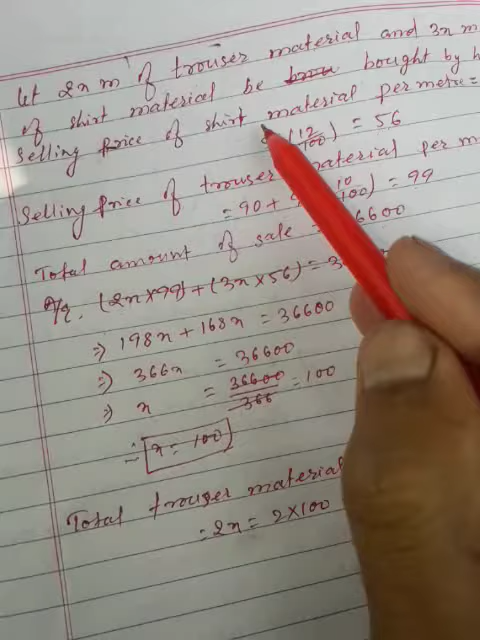 Let 2x m of trouser material and 3x m
of shirt material be bought by h
Selling price of shirt material per metre =
(12/100) = 56
Selling price of trouser material per m
= 90 + 10/100) = 99
Total amount of sale = 36600
A/q, (2x×99)+(3x×56) = 3
⇒ 198x + 168x = 36600
⇒ 366x = 36600
⇒ x = 36600/366 = 100
∴ x = 100
Total trouser material
= 2x = 2×100